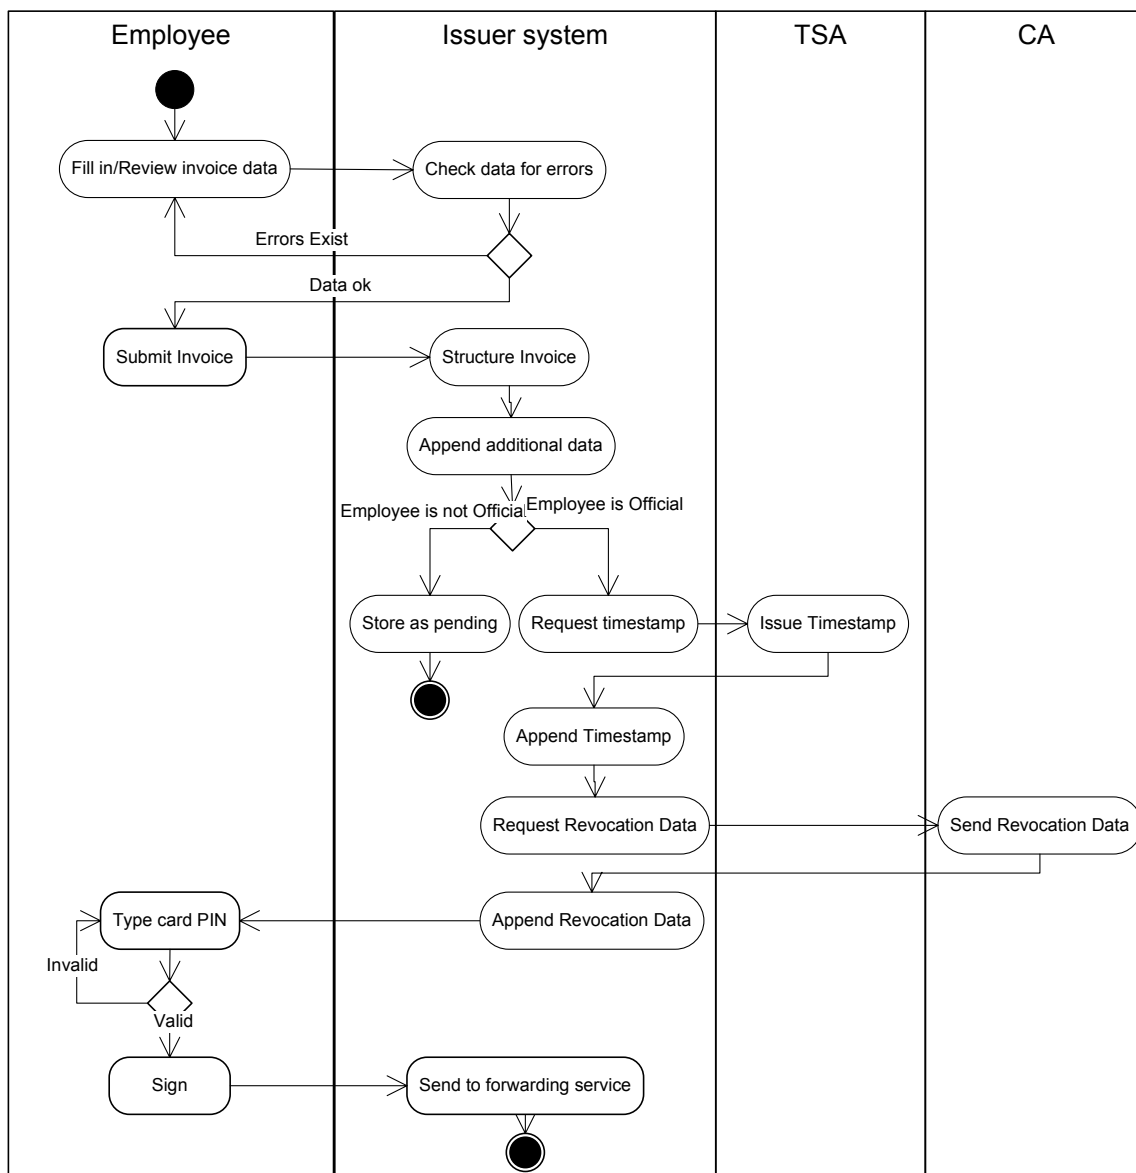 Employee
Issuer system
TSA
CA
Fill in/Review invoice data
Check data for errors
Errors Exist
Data ok
Submit Invoice
Structure Invoice
Append additional data
Employee is not Official
Employee is Official
Store as pending
Request timestamp
Issue Timestamp
Append Timestamp
Request Revocation Data
Send Revocation Data
Type card PIN
Append Revocation Data
Invalid
Valid
Sign
Send to forwarding service